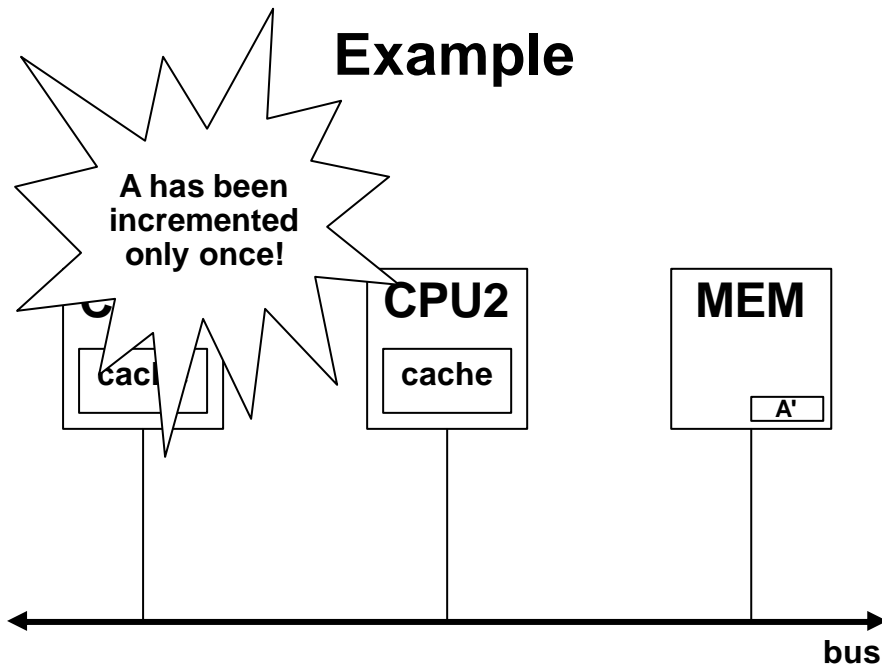 Example
A has been
incremented
only once!
CPU2
MEM
cache
A'
bus